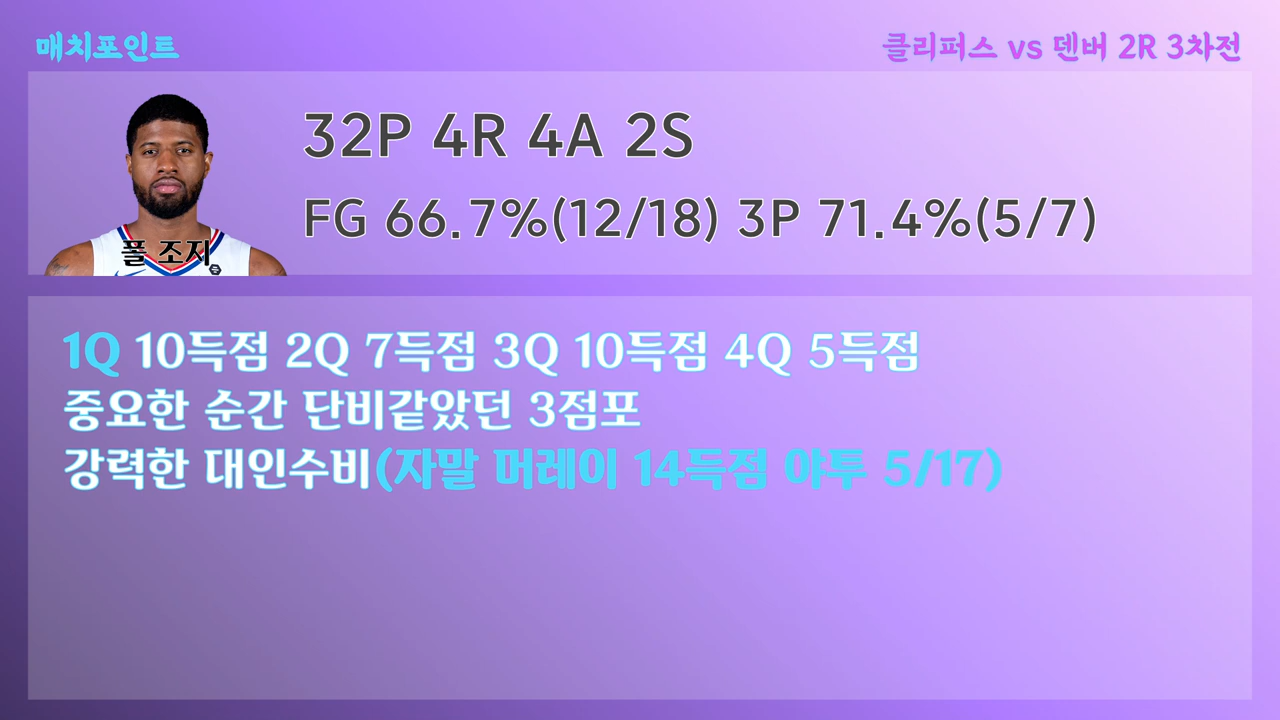 매치포인트
클리퍼스 vs 덴버 2R 3차전
32P 4R 4A 2S
FG 66.7%(12/18) 3P 71.4%(5/7)
폴 조지
1Q 10득점 2Q 7득점 3Q 10득점 4Q 5득점
중요한 순간 단비같았던 3점포
강력한 대인수비(자말 머레이 14득점 야투 5/17)